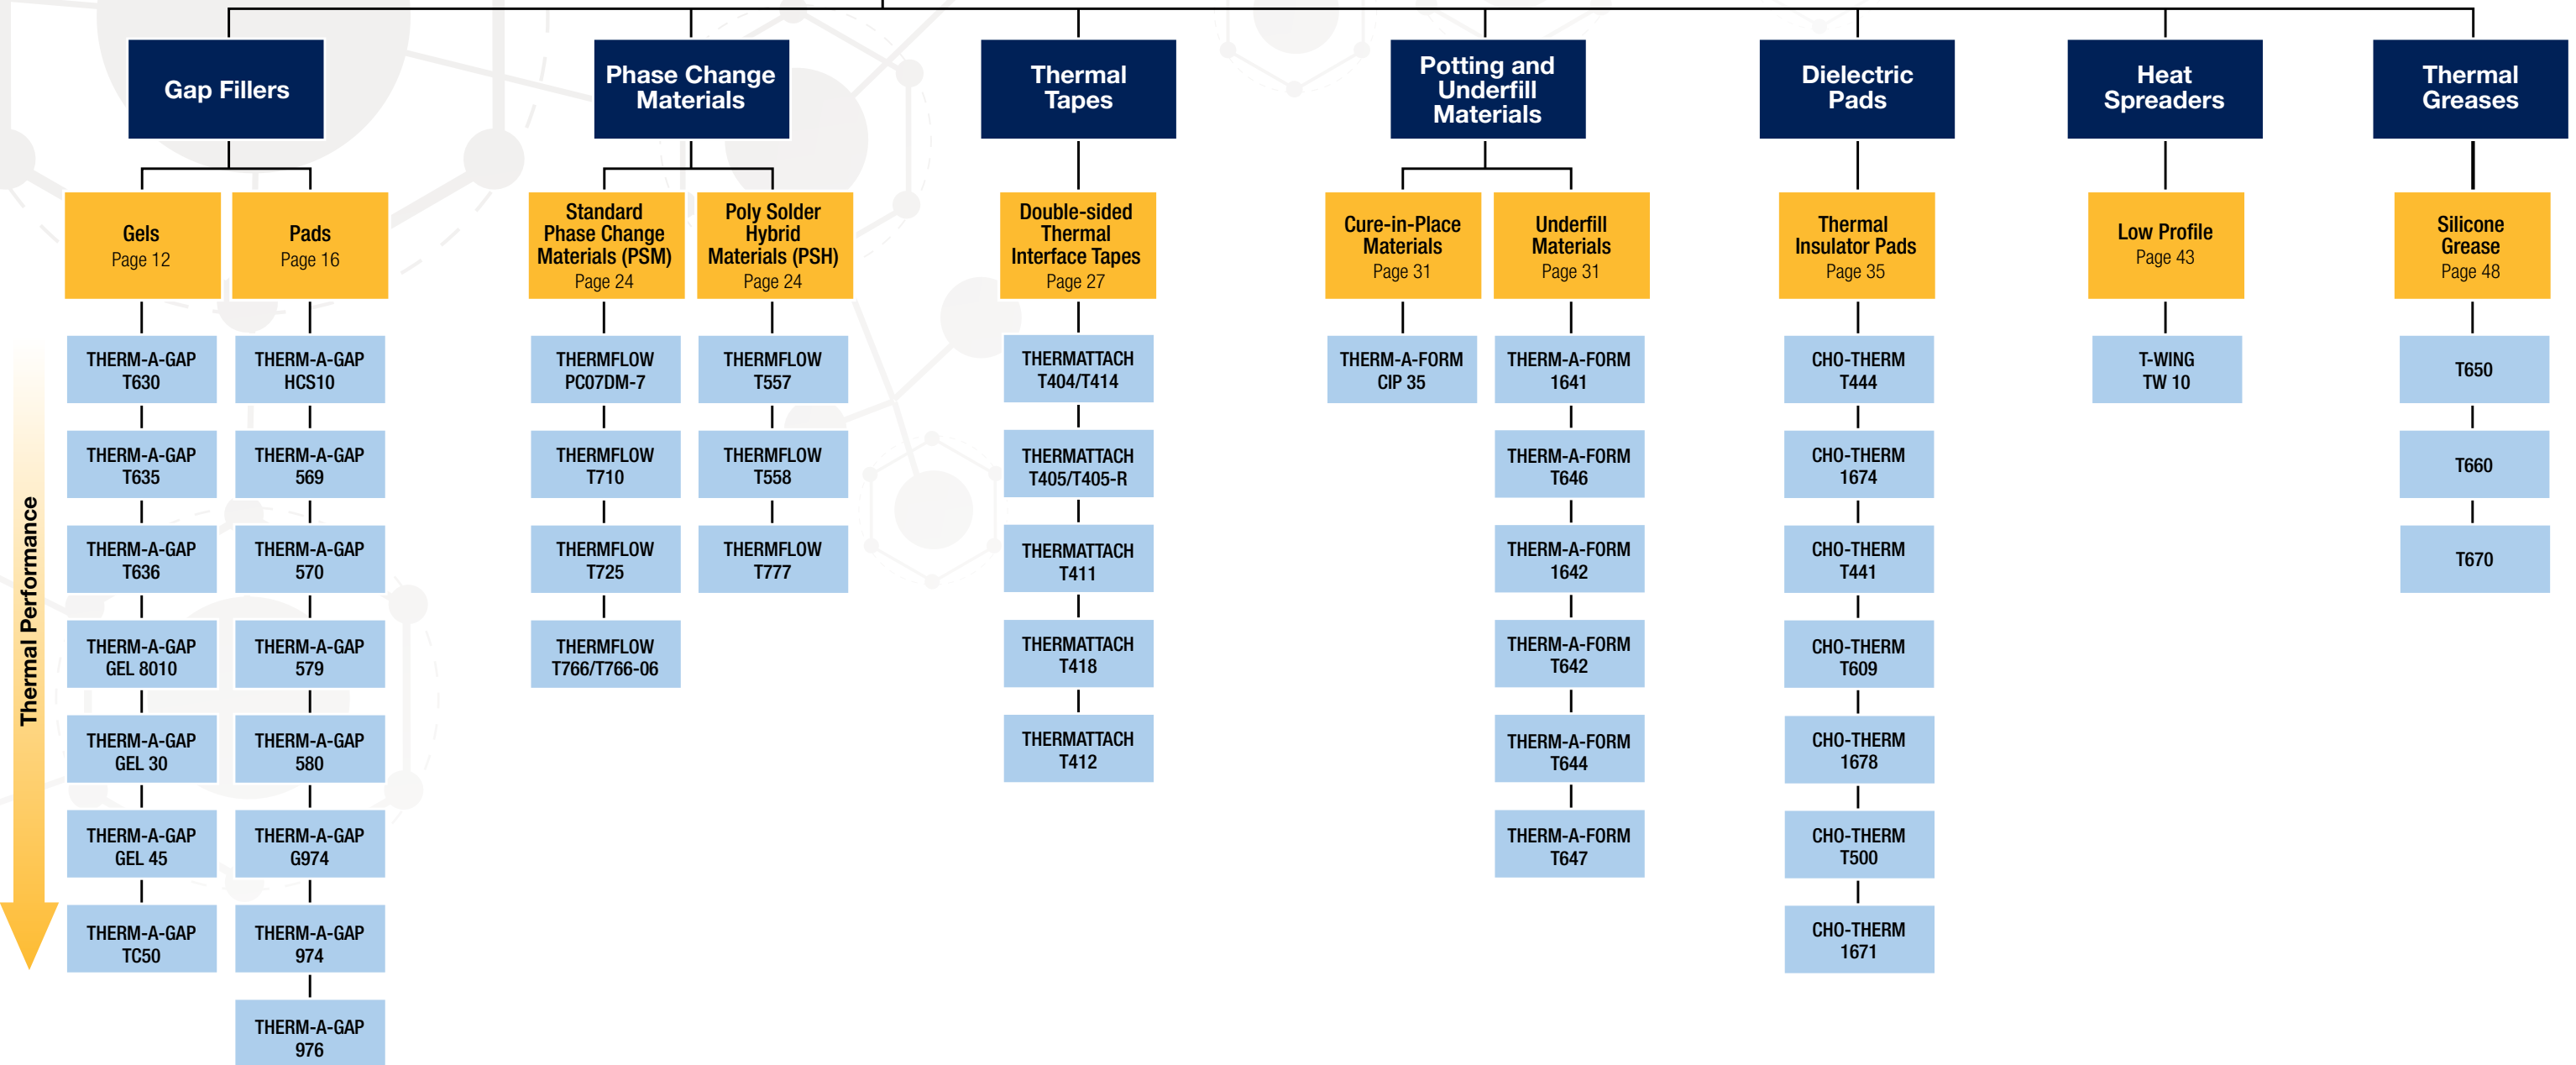 Gap Fillers
Phase Change
Materials
Thermal
Tapes
Potting and
Underfill
Materials
Dielectric
Pads
Heat
Spreaders
Thermal
Greases
Gels
Page 12
Pads
Page 16
Standard
Phase Change
Materials (PSM)
Page 24
Poly Solder
Hybrid
Materials (PSH)
Page 24
Double-sided
Thermal
Interface Tapes
Page 27
Cure-in-Place
Materials
Page 31
Underfill
Materials
Page 31
Thermal
Insulator Pads
Page 35
Low Profile
Page 43
Silicone
Grease
Page 48
Thermal Performance
THERM-A-GAP
T630
THERM-A-GAP
T635
THERM-A-GAP
T636
THERM-A-GAP
GEL 8010
THERM-A-GAP
GEL 30
THERM-A-GAP
GEL 45
THERM-A-GAP
TC50
THERM-A-GAP
HCS10
THERM-A-GAP
569
THERM-A-GAP
570
THERM-A-GAP
579
THERM-A-GAP
580
THERM-A-GAP
G974
THERM-A-GAP
974
THERM-A-GAP
976
THERMFLOW
PC07DM-7
THERMFLOW
T710
THERMFLOW
T725
THERMFLOW
T766/T766-06
THERMFLOW
T557
THERMFLOW
T558
THERMFLOW
T777
THERMATTACH
T404/T414
THERMATTACH
T405/T405-R
THERMATTACH
T411
THERMATTACH
T418
THERMATTACH
T412
THERM-A-FORM
CIP 35
THERM-A-FORM
1641
THERM-A-FORM
T646
THERM-A-FORM
1642
THERM-A-FORM
T642
THERM-A-FORM
T644
THERM-A-FORM
T647
CHO-THERM
T444
CHO-THERM
1674
CHO-THERM
T441
CHO-THERM
T609
CHO-THERM
1678
CHO-THERM
T500
CHO-THERM
1671
T-WING
TW 10
T650
T660
T670